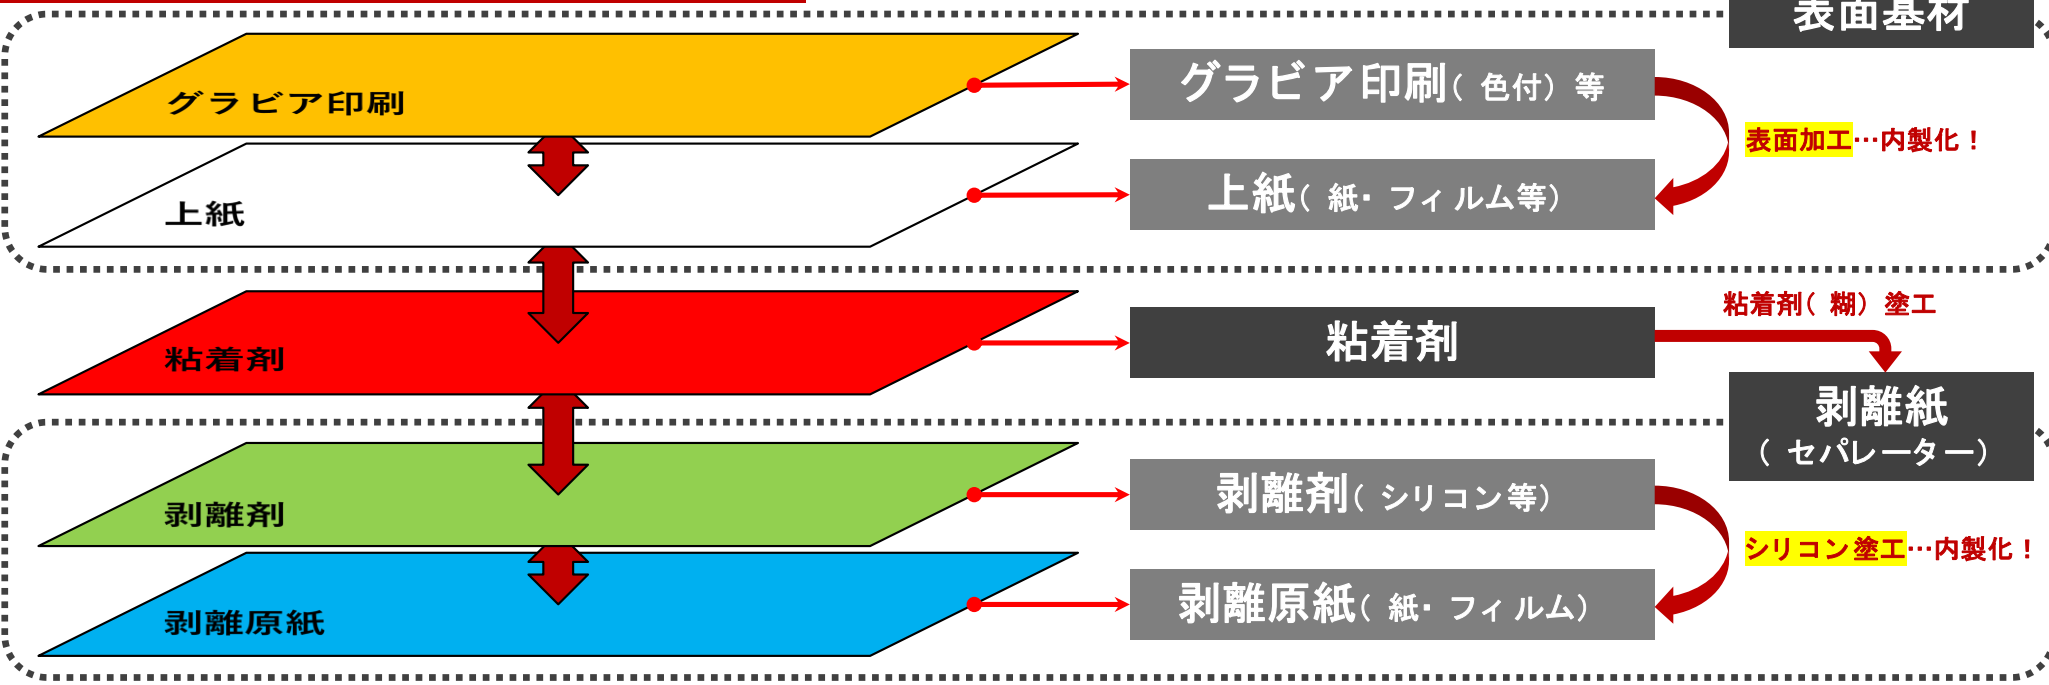 表面基材
グラビア印刷
グラビア印刷(色付)等
表面加工…内製化！
上紙
上紙(紙・フィルム等)
粘着剤(糊)塗工
粘着剤
粘着剤
剥離紙
(セパレーター)
剥離剤
剥離剤(シリコン等)
シリコン塗工…内製化！
剥離原紙
剥離原紙(紙・フィルム)